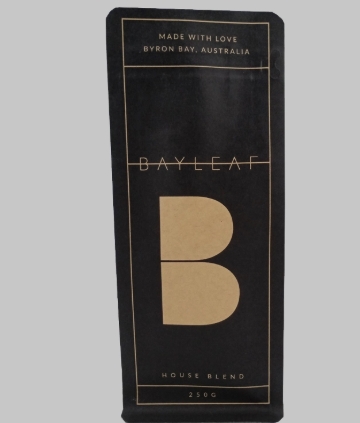 MADE WITH LOVE
BYRON BAY, AUSTRALIA
BAYLEAF
B
HOUSE BLEND
250G